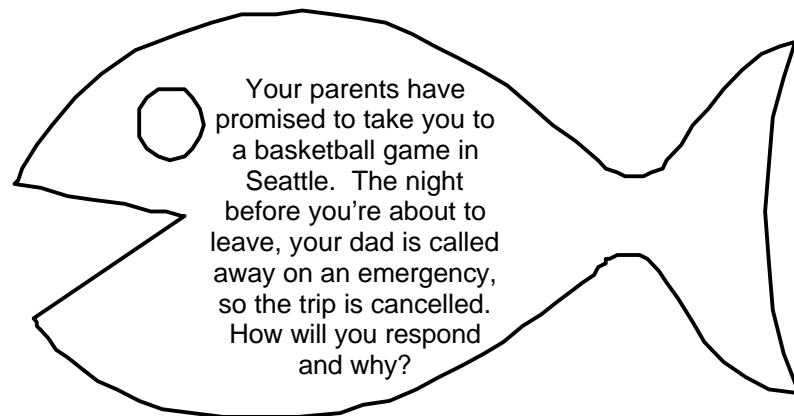 Your parents have
promised to take you to
a basketball game in
Seattle.  The night
before you're about to
leave, your dad is called
away on an emergency,
so the trip is cancelled.
How will you respond
and why?